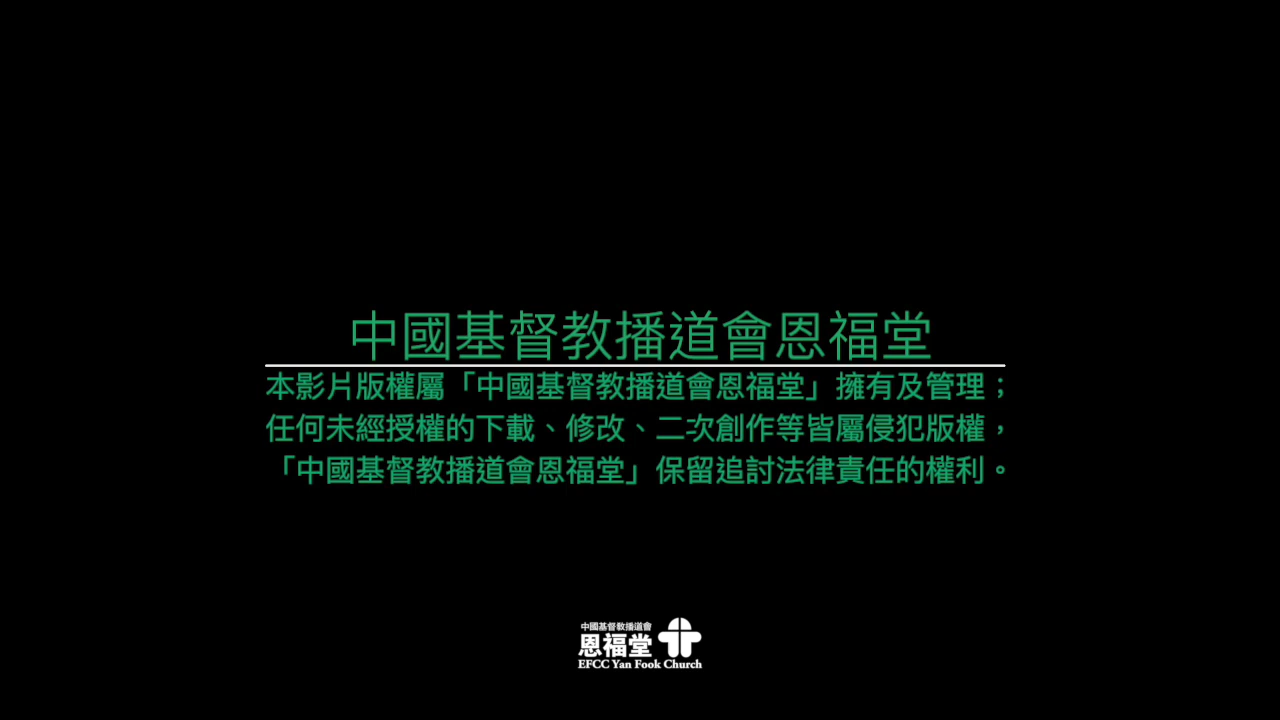 中國基督教播道會恩福堂
本影片版權屬「中國基督教播道會恩福堂」擁有及管理；
任何未經授權的下載、修改、二次創作等皆屬侵犯版權，
「中國基督教播道會恩福堂」保留追討法律責任的權利。
中國基督教播道會
恩福堂
EFCC Yan Fook Church